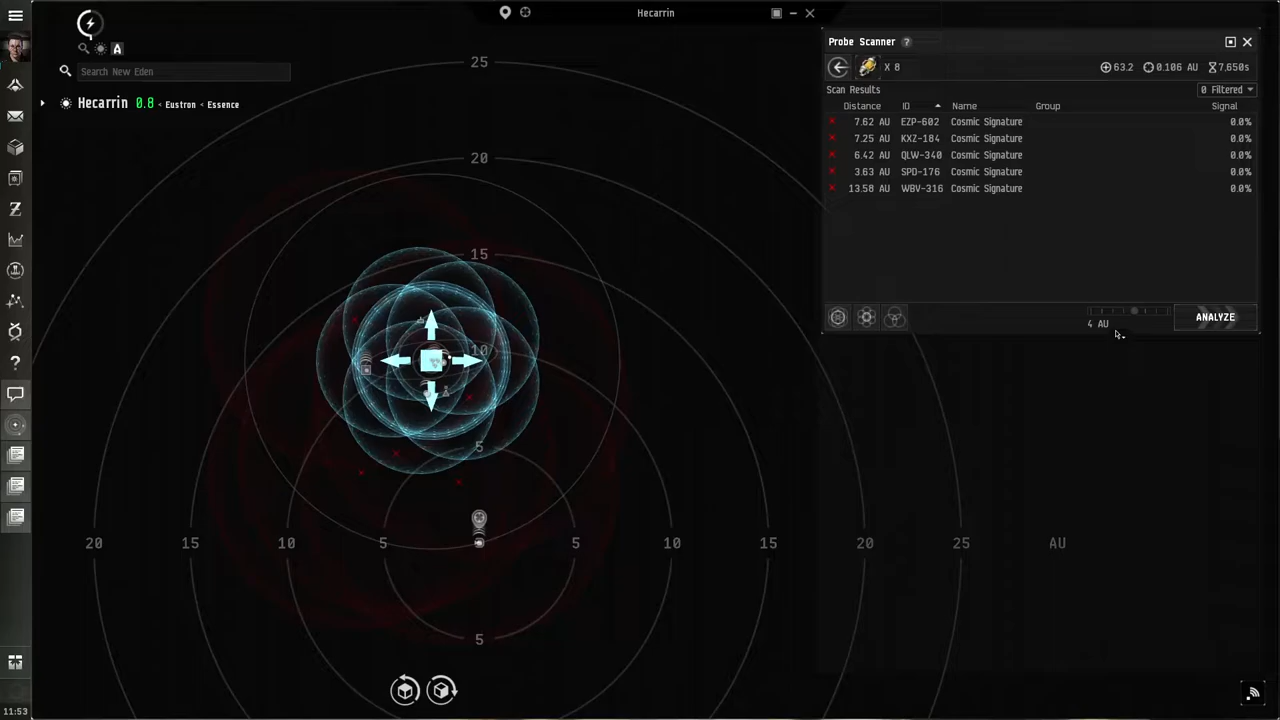 Hecarrin
A
Search New Eden
Hecarrin 0.8 < Eustron < Essence
25
20
15
10
5
20 15 10 5 5 10 15 20 25 AU
5
Probe Scanner ?
X 8 63.2 0.106 AU 7,650s
Scan Results 0 Filtered
Distance ID Name Group Signal
7.62 AU EZP-602 Cosmic Signature 0.0%
7.25 AU KXZ-184 Cosmic Signature 0.0%
6.42 AU QLW-340 Cosmic Signature 0.0%
3.63 AU SPD-176 Cosmic Signature 0.0%
13.58 AU WBV-316 Cosmic Signature 0.0%
4 AU
ANALYZE
11:53